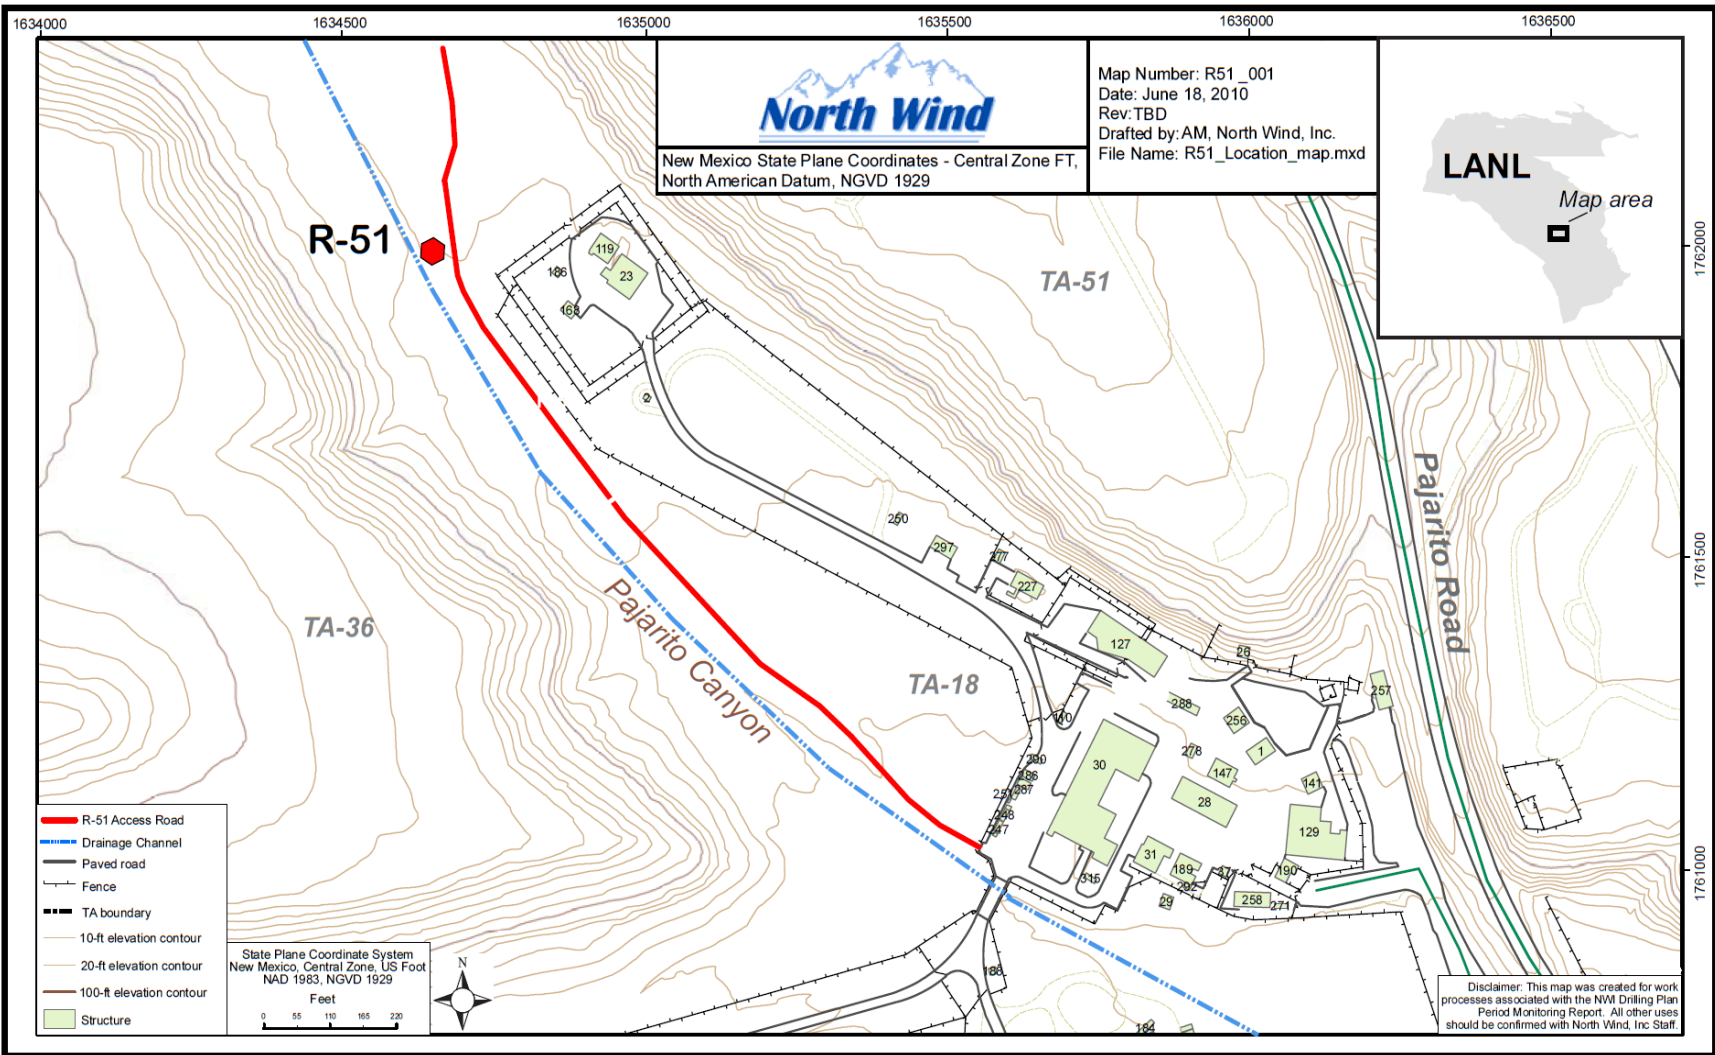 1634000
1634500
1635000
1635500
1636000
1636500
North Wind
New Mexico State Plane Coordinates - Central Zone FT,
North American Datum, NGVD 1929
Map Number: R51_001
Date: June 18, 2010
Rev:TBD
Drafted by:AM, North Wind, Inc.
File Name: R51_Location_map.mxd
LANL
Map area
1762000
1761500
1761000
R-51
TA-51
TA-36
TA-18
Pajarito Canyon
Pajarito Road
119
186
23
168
2
250
297
277
227
127
26
257
288
256
110
278
1
290
30
147
286
287
141
251
28
248
247
129
31
189
37
190
315
292
29
258
271
188
184
R-51 Access Road
Drainage Channel
Paved road
Fence
TA boundary
10-ft elevation contour
20-ft elevation contour
100-ft elevation contour
Structure
State Plane Coordinate System
New Mexico, Central Zone, US Foot
NAD 1983, NGVD 1929
Feet
0 55 110 165 220
N
Disclaimer: This map was created for work
processes associated with the NWI Drilling Plan
Period Monitoring Report. All other uses
should be confirmed with North Wind, Inc Staff.